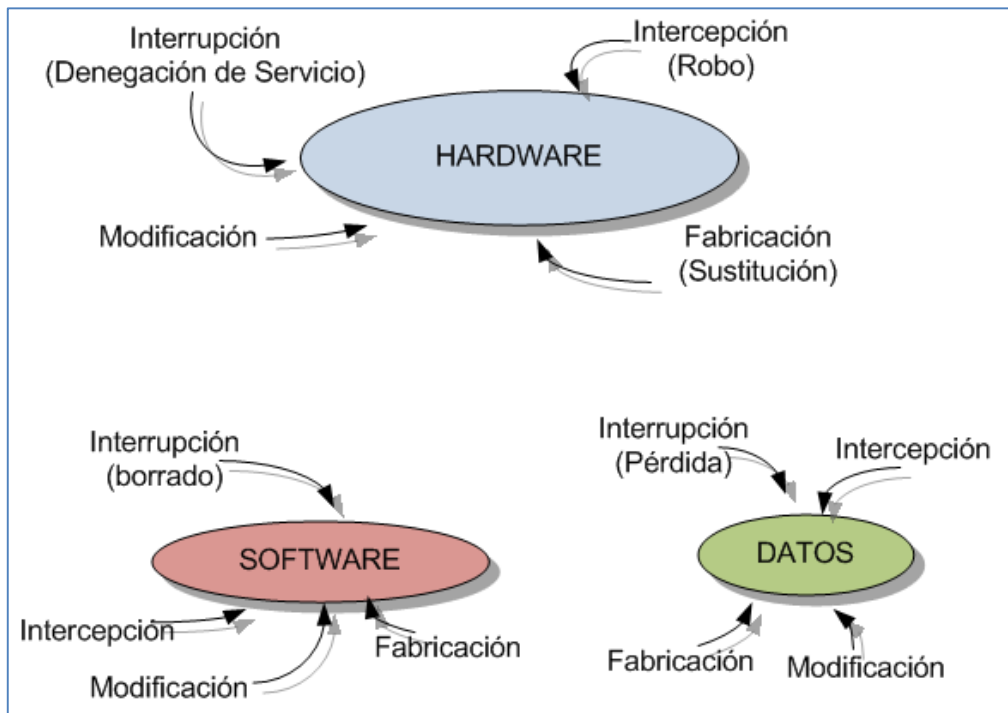 Interrupción
(Denegación de Servicio)
Intercepción
(Robo)
HARDWARE
Modificación
Fabricación
(Sustitución)
Interrupción
(borrado)
SOFTWARE
Intercepción
Modificación
Fabricación
Interrupción
(Pérdida)
Intercepción
DATOS
Fabricación
Modificación